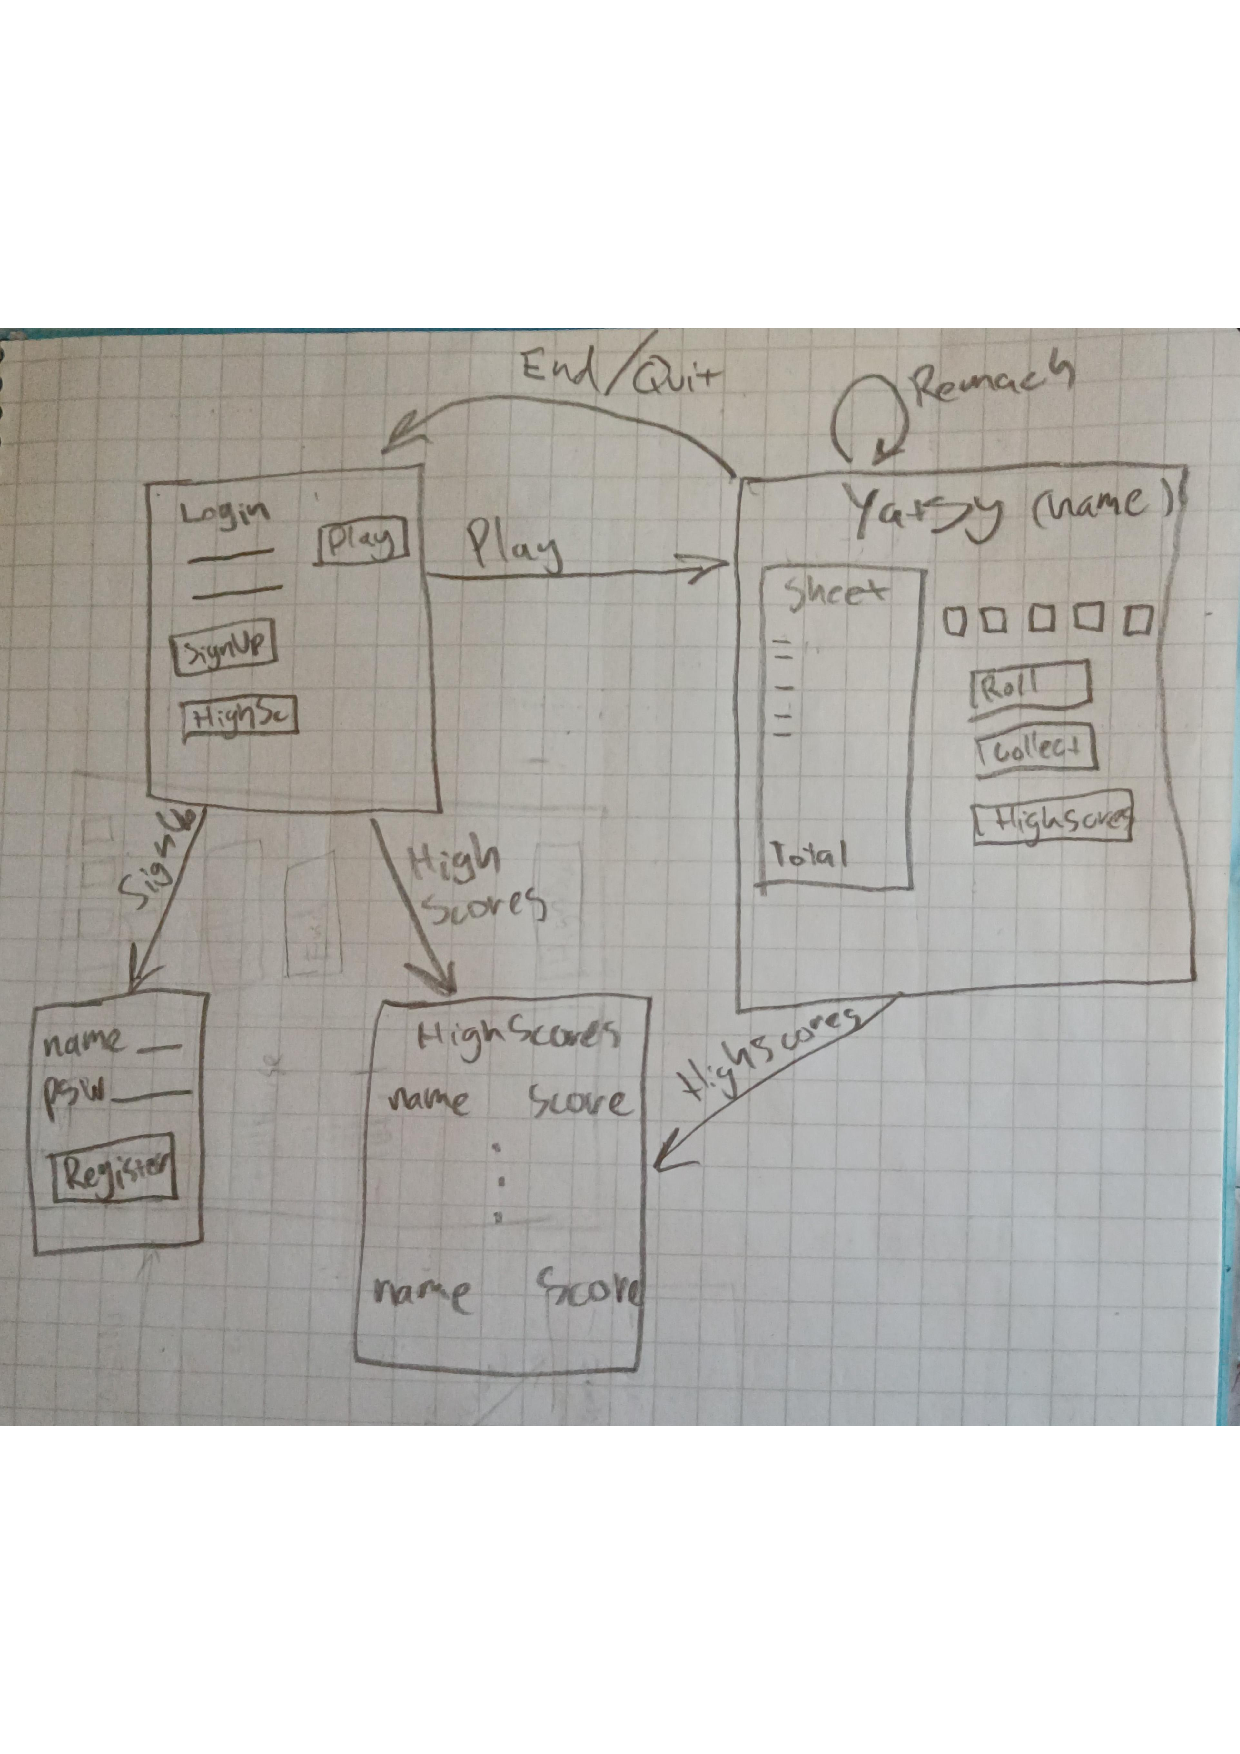 End/Quit
Remach
Login
Play
Play
SignUp
HighSc
Yatsy (name)
Sheet
Roll
Collect
Highscores
Total
SignUp
High
Scores
name
psw
Register
HighScores
name Score
name Score
HighScores